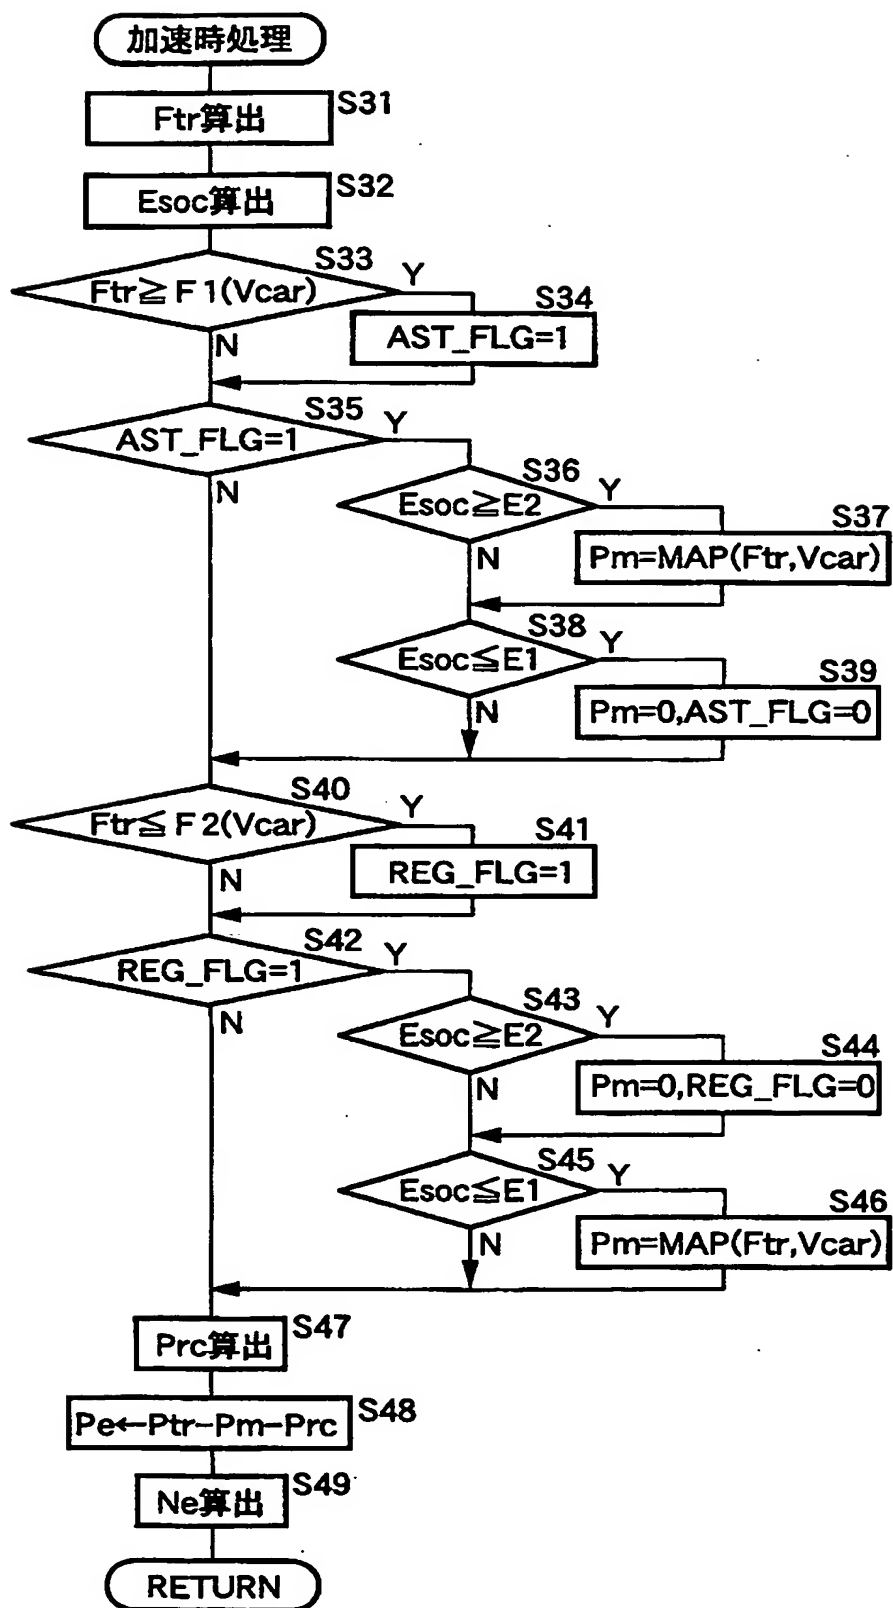 加速時処理
Ftr算出
S31
Esoc算出
S32
Ftr≧F1(Vcar)
S33
Y
N
AST_FLG=1
S34
AST_FLG=1
S35
Y
N
Esoc≧E2
S36
Y
N
Pm=MAP(Ftr,Vcar)
S37
Esoc≦E1
S38
Y
N
Pm=0,AST_FLG=0
S39
Ftr≦F2(Vcar)
S40
Y
N
REG_FLG=1
S41
REG_FLG=1
S42
Y
N
Esoc≧E2
S43
Y
N
Pm=0,REG_FLG=0
S44
Esoc≦E1
S45
Y
N
Pm=MAP(Ftr,Vcar)
S46
Prc算出
S47
Pe←Ptr-Pm-Prc
S48
Ne算出
S49
RETURN